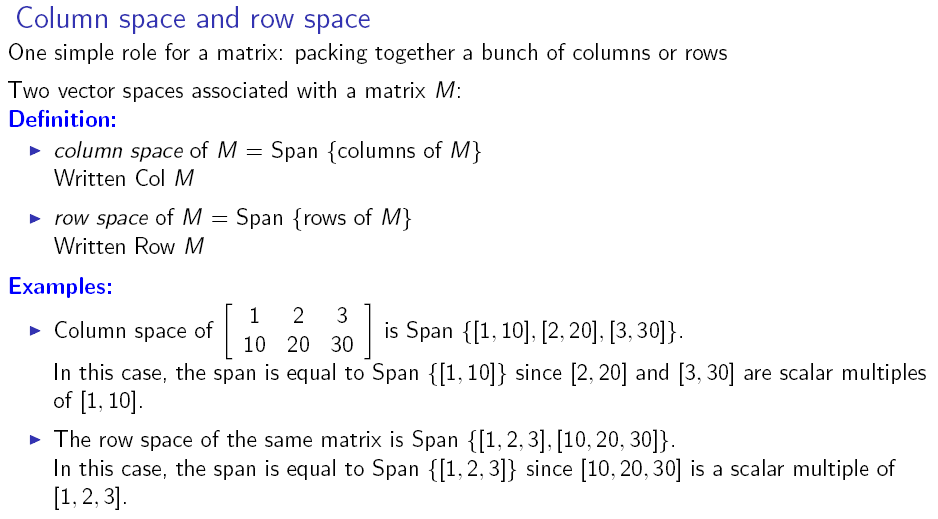 Column space and row space
One simple role for a matrix: packing together a bunch of columns or rows
Two vector spaces associated with a matrix M:
Definition:
▶ column space of M = Span {columns of M}
Written Col M
▶ row space of M = Span {rows of M}
Written Row M
Examples:
▶ Column space of [ 1 2 3
10 20 30 ] is Span {[1, 10], [2, 20], [3, 30]}.
In this case, the span is equal to Span {[1, 10]} since [2, 20] and [3, 30] are scalar multiples
of [1, 10].
▶ The row space of the same matrix is Span {[1, 2, 3], [10, 20, 30]}.
In this case, the span is equal to Span {[1, 2, 3]} since [10, 20, 30] is a scalar multiple of
[1, 2, 3].